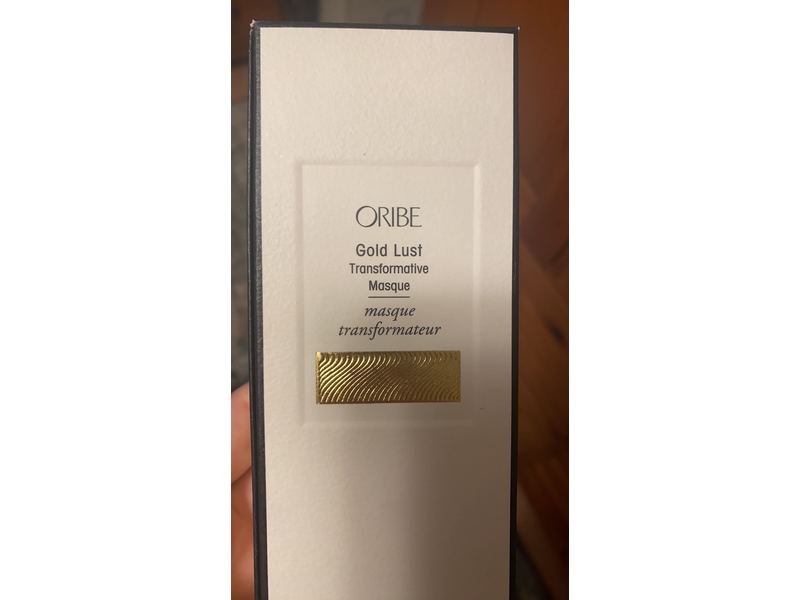 ORIBE
Gold Lust
Transformative
Masque
masque
transformateur